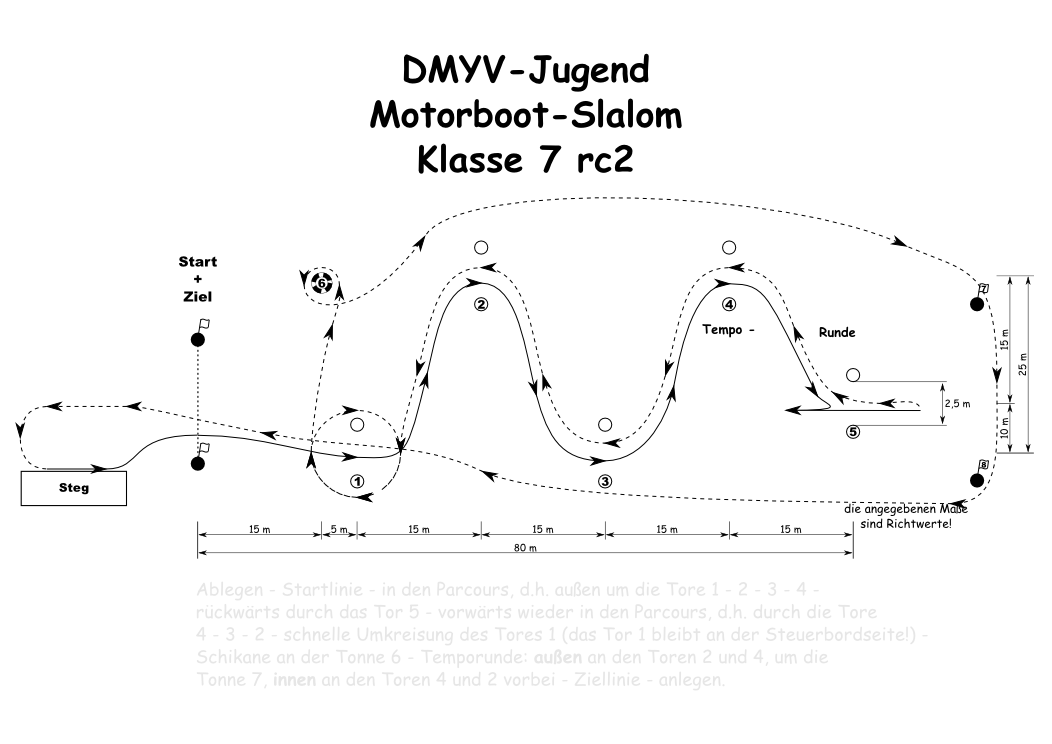 DMYV-Jugend
Motorboot-Slalom
Klasse 7 rc2
Start
+
Ziel
6
7
2
4
Tempo -
Runde
15 m
25 m
2,5 m
10 m
5
Steg
1
3
8
die angegebenen Maße
sind Richtwerte!
15 m
5 m
15 m
15 m
15 m
15 m
80 m
Ablegen - Startlinie - in den Parcours, d.h. außen um die Tore 1 - 2 - 3 - 4 -
rückwärts durch das Tor 5 - vorwärts wieder in den Parcours, d.h. durch die Tore
4 - 3 - 2 - schnelle Umkreisung des Tores 1 (das Tor 1 bleibt an der Steuerbordseite!) -
Schikane an der Tonne 6 - Temporunde: außen an den Toren 2 und 4, um die
Tonne 7, innen an den Toren 4 und 2 vorbei - Ziellinie - anlegen.